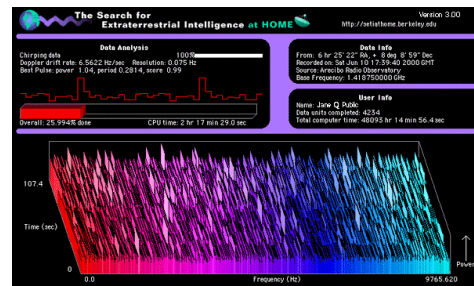 The Search for
Extraterrestrial Intelligence at HOME
Version 3.00
http://setiathome.berkeley.edu
Data Analysis
Chirping data 100%
Doppler drift rate: 6.5622 Hz/sec Resolution: 0.075 Hz
Best Pulse: power 1.04, period 0.2814, score 0.99
Overall: 25.994% done CPU time: 2 hr 17 min 29.0 sec
Data Info
From: 6 hr 25' 22" RA, + 8 deg 8' 59" Dec
Recorded on: Sat Jun 10 17:39:40 2000 GMT
Source: Arecibo Radio Observatory
Base Frequency: 1.418750000 GHz
User Info
Name: Jane Q Public
Data units completed: 4234
Total computer time: 48093 hr 14 min 56.4 sec
107.4
Time (sec)
0
0.0 Frequency (Hz) 9765.620
Power